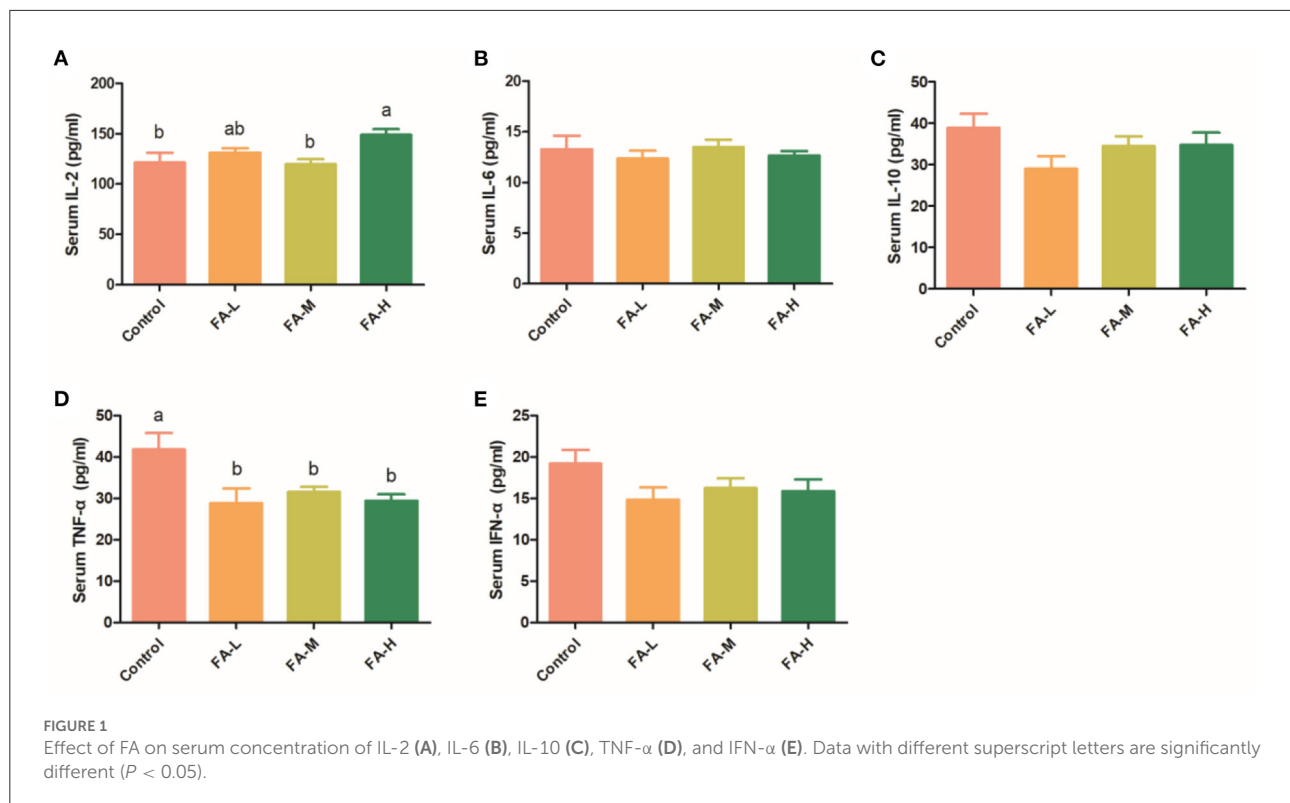 A
Serum IL-2 (pg/ml)
200
150
100
50
0
b
ab
b
a
Control
FA-L
FA-M
FA-H
B
Serum IL-6 (pg/ml)
20
15
10
5
0
Control
FA-L
FA-M
FA-H
C
Serum IL-10 (pg/ml)
50
40
30
20
10
0
Control
FA-L
FA-M
FA-H
D
Serum TNF-α (pg/ml)
50
40
30
20
10
0
a
b
b
b
Control
FA-L
FA-M
FA-H
E
Serum IFN-α (pg/ml)
25
20
15
10
5
0
Control
FA-L
FA-M
FA-H
FIGURE 1
Effect of FA on serum concentration of IL-2 (A), IL-6 (B), IL-10 (C), TNF-α (D), and IFN-α (E). Data with different superscript letters are significantly
different (P < 0.05).